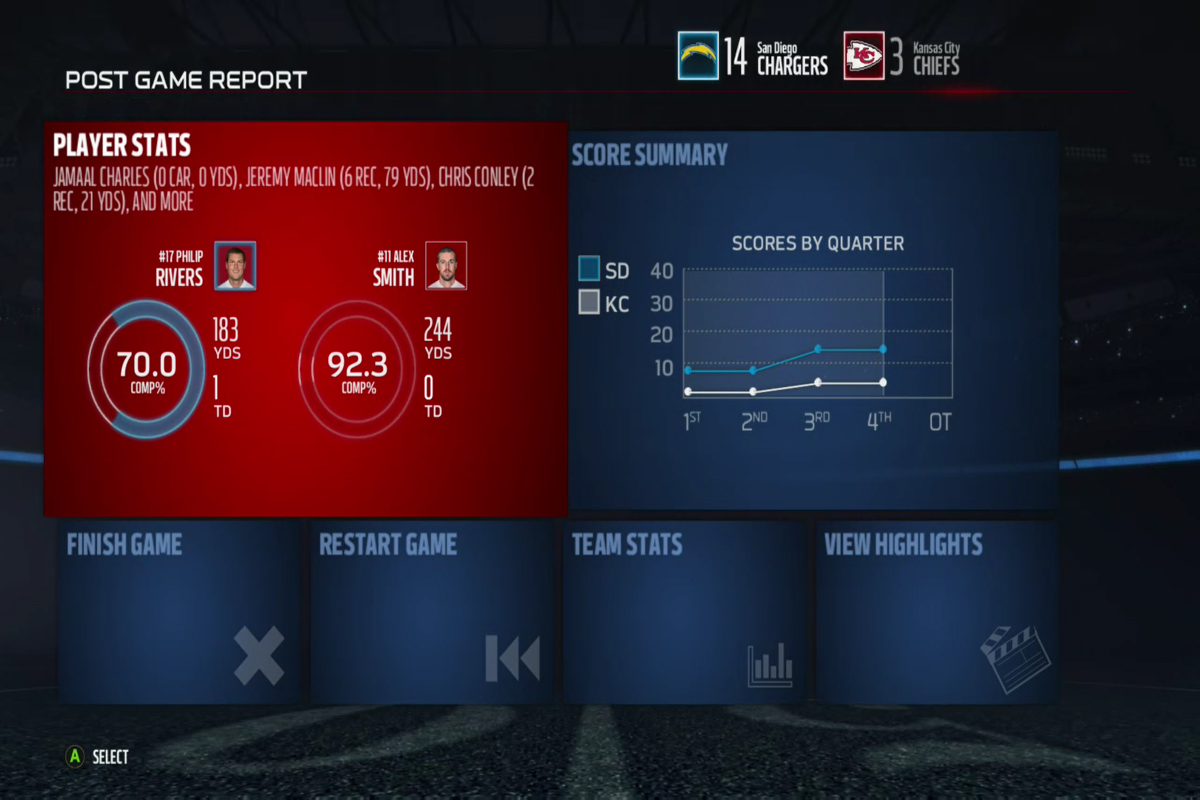 POST GAME REPORT
14 San Diego CHARGERS
3 Kansas City CHIEFS
PLAYER STATS
JAMAAL CHARLES (0 CAR, 0 YDS), JEREMY MACLIN (6 REC, 79 YDS), CHRIS CONLEY (2
REC, 21 YDS), AND MORE
#17 PHILIP
RIVERS
70.0
COMP%
183
YDS
1
TD
#11 ALEX
SMITH
92.3
COMP%
244
YDS
0
TD
SCORE SUMMARY
SCORES BY QUARTER
SD
KC
40
30
20
10
1ST 2ND 3RD 4TH OT
FINISH GAME
RESTART GAME
TEAM STATS
VIEW HIGHLIGHTS
A SELECT